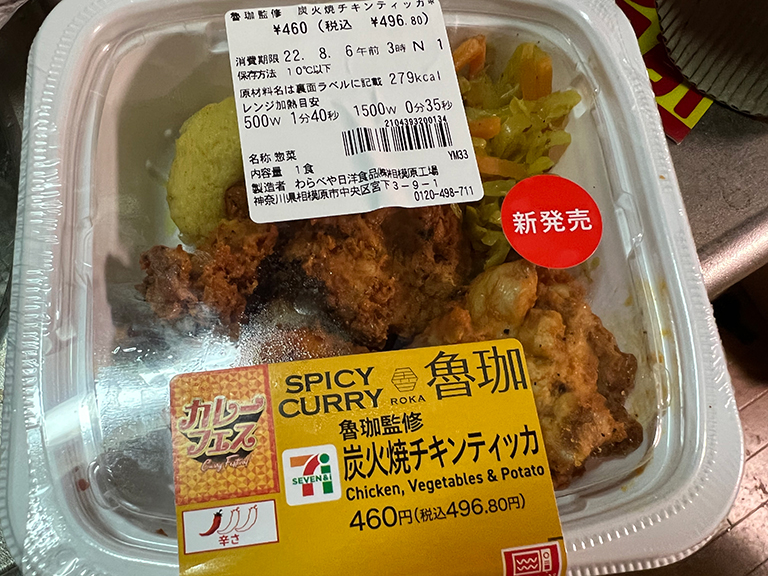 魯珈監修 炭火焼チキンティッカ※
¥460 (税込 ¥496.80)
消費期限 22. 8. 6午前 3時 N 1
保存方法 10℃以下
原材料名は裏面ラベルに記載 279kcal
レンジ加熱目安
500W 1分40秒 1500W 0分35秒
2104393200134
名称 惣菜 YM33
内容量 1食
製造者 わらべや日洋食品㈱相模原工場
神奈川県相模原市中央区宮下3-9-1
0120-498-711
新発売
カレー
フェス
Curry Festival
SPICY
CURRY
ROKA
魯珈
魯珈監修
炭火焼チキンティッカ
7
SEVEN&i
Chicken, Vegetables & Potato
460円(税込496.80円)
辛さ